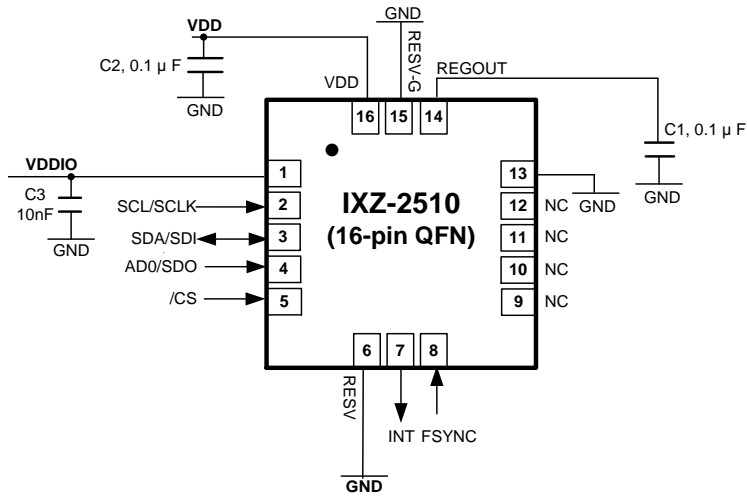 GND
VDD
C2, 0.1 µ F
GND
VDD
RESV-G
REGOUT
C1, 0.1 µ F
GND
16
15
14
VDDIO
C3
10nF
GND
1
SCL/SCLK
2
SDA/SDI
3
AD0/SDO
4
/CS
5
IXZ-2510
(16-pin QFN)
13
GND
12
NC
11
NC
10
NC
9
NC
6
7
8
RESV
INT
FSYNC
GND